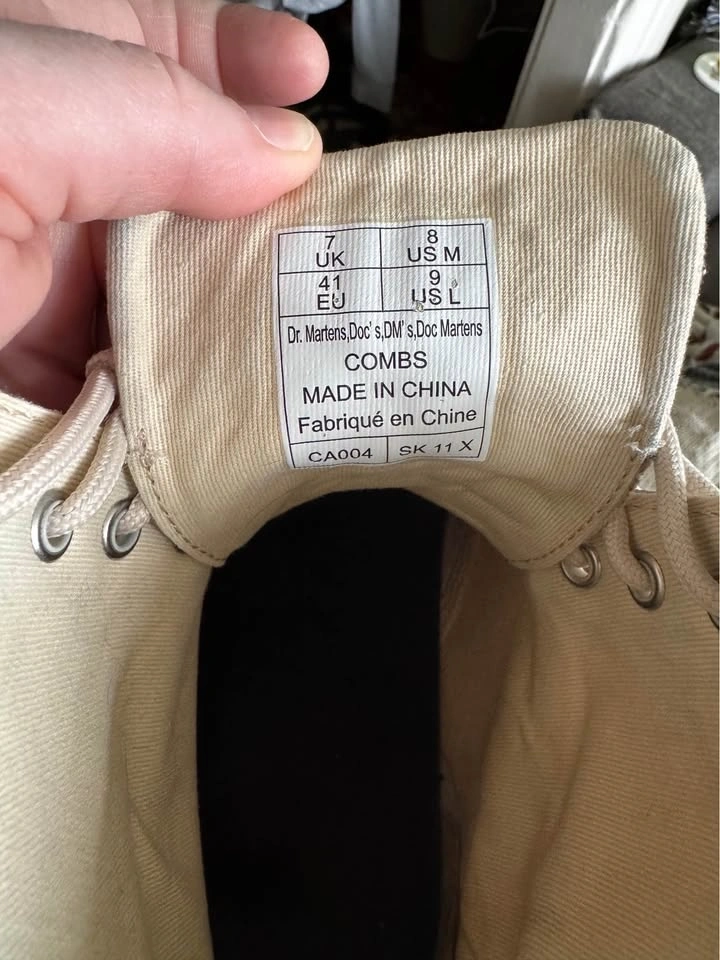 7 8
UK US M
41 9
EU US L
Dr. Martens,Doc's,DM's,Doc Martens
COMBS
MADE IN CHINA
Fabriqué en Chine
CA004 SK 11 X